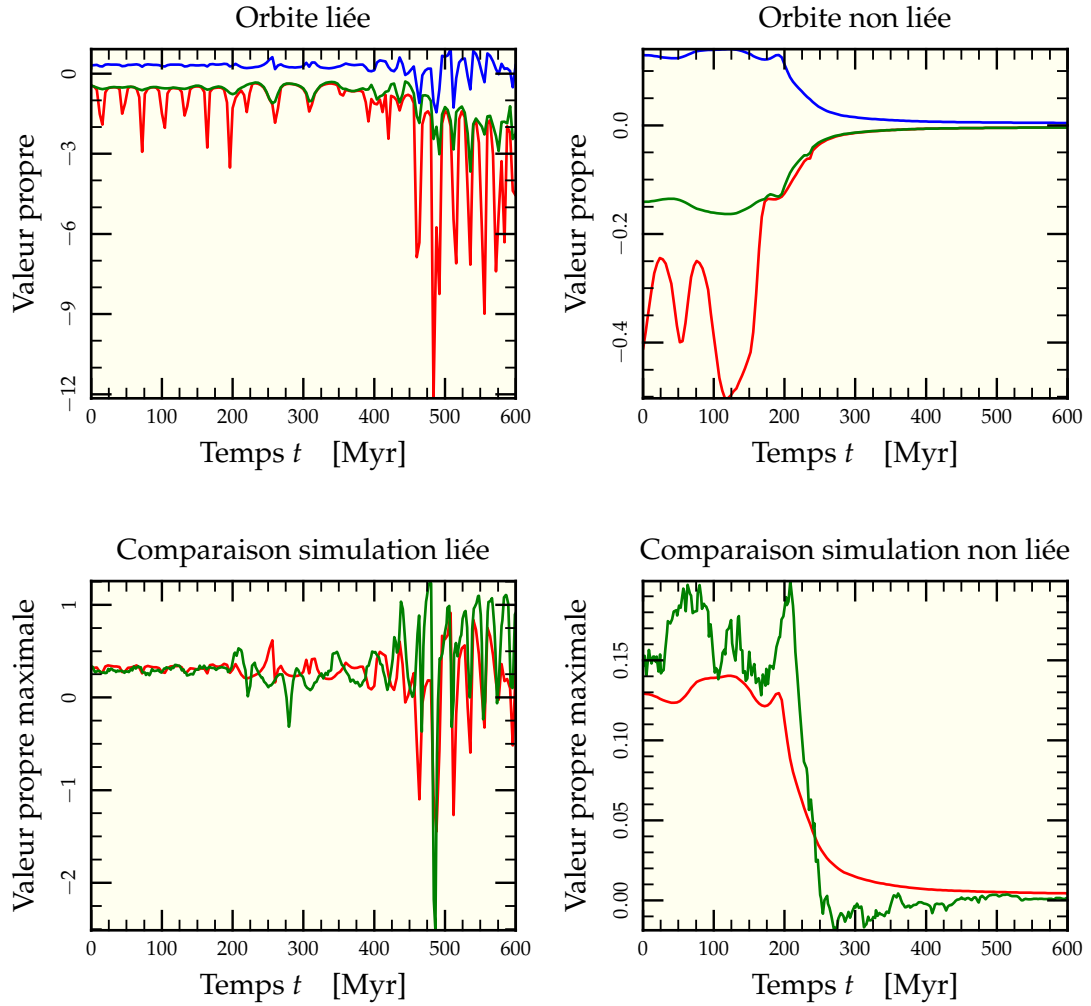 Orbite liée
Valeur propre
0
−3
−6
−9
−12
0 100 200 300 400 500 600
Temps t [Myr]
Orbite non liée
Valeur propre
0.0
−0.2
−0.4
0 100 200 300 400 500 600
Temps t [Myr]
Comparaison simulation liée
Valeur propre maximale
1
0
−1
−2
0 100 200 300 400 500 600
Temps t [Myr]
Comparaison simulation non liée
Valeur propre maximale
0.15
0.10
0.05
0.00
0 100 200 300 400 500 600
Temps t [Myr]